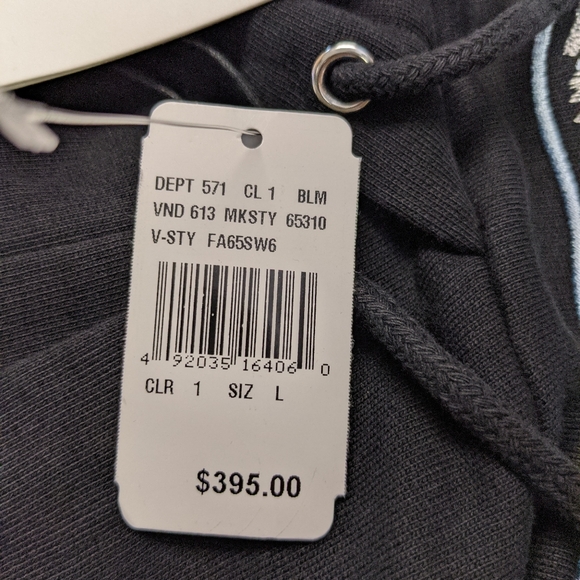 DEPT 571 CL 1 BLM
VND 613 MKSTY 65310
V-STY FA65SW6
4 92035 16406 0
CLR 1 SIZ L
$395.00